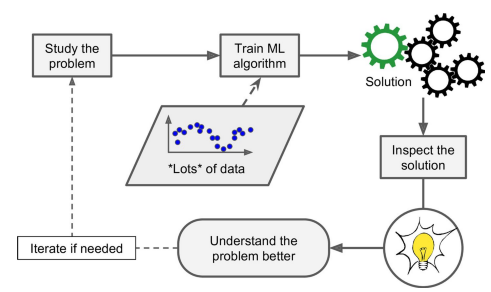 Study the
problem
Train ML
algorithm
Solution
*Lots* of data
Inspect the
solution
Understand the
problem better
Iterate if needed